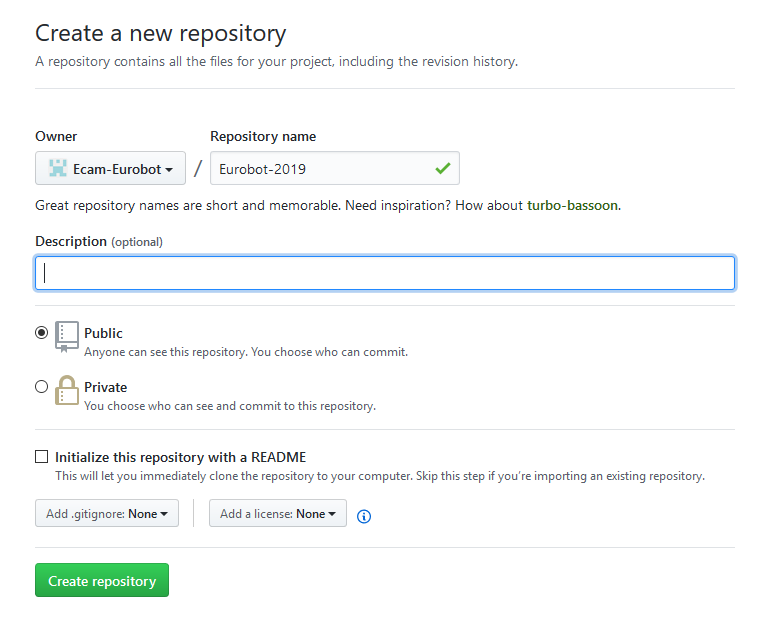 Create a new repository
A repository contains all the files for your project, including the revision history.
Owner
Repository name
Ecam-Eurobot
/
Eurobot-2019
Great repository names are short and memorable. Need inspiration? How about turbo-bassoon.
Description (optional)
Public
Anyone can see this repository. You choose who can commit.
Private
You choose who can see and commit to this repository.
Initialize this repository with a README
This will let you immediately clone the repository to your computer. Skip this step if you're importing an existing repository.
Add .gitignore: None
Add a license: None
Create repository